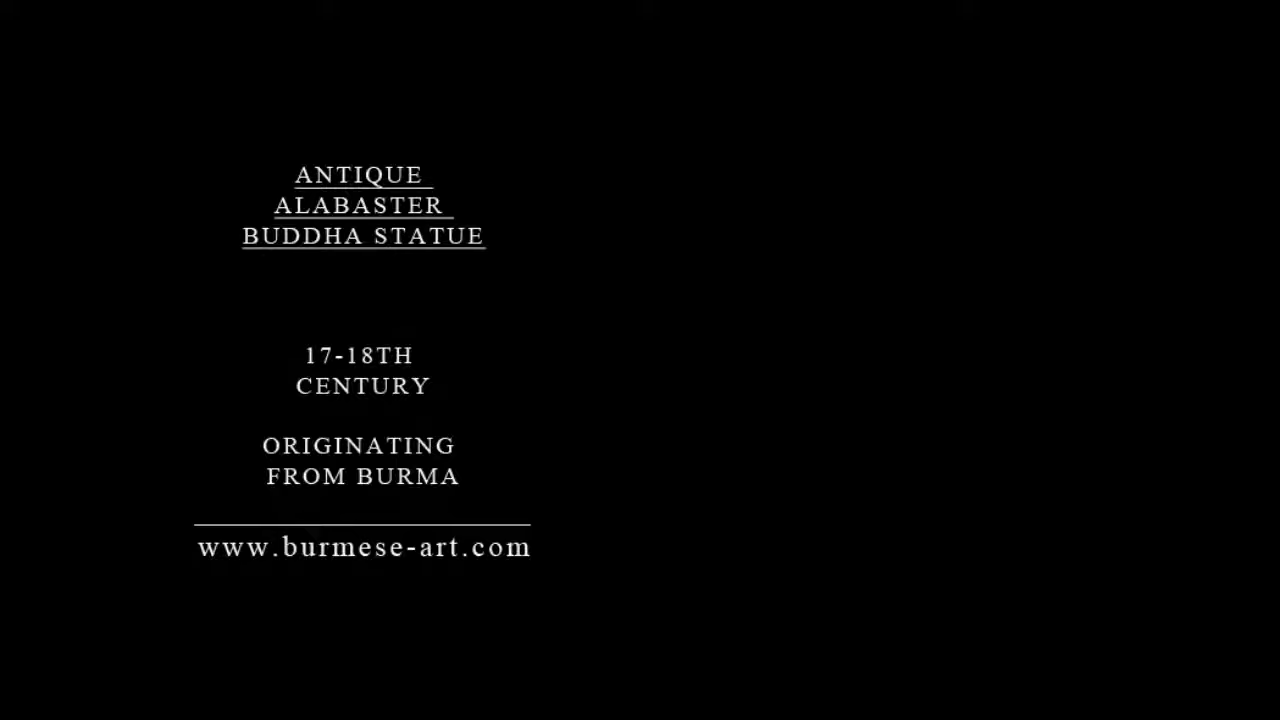 ANTIQUE
ALABASTER
BUDDHA STATUE
17-18TH
CENTURY
ORIGINATING
FROM BURMA
www.burmese-art.com